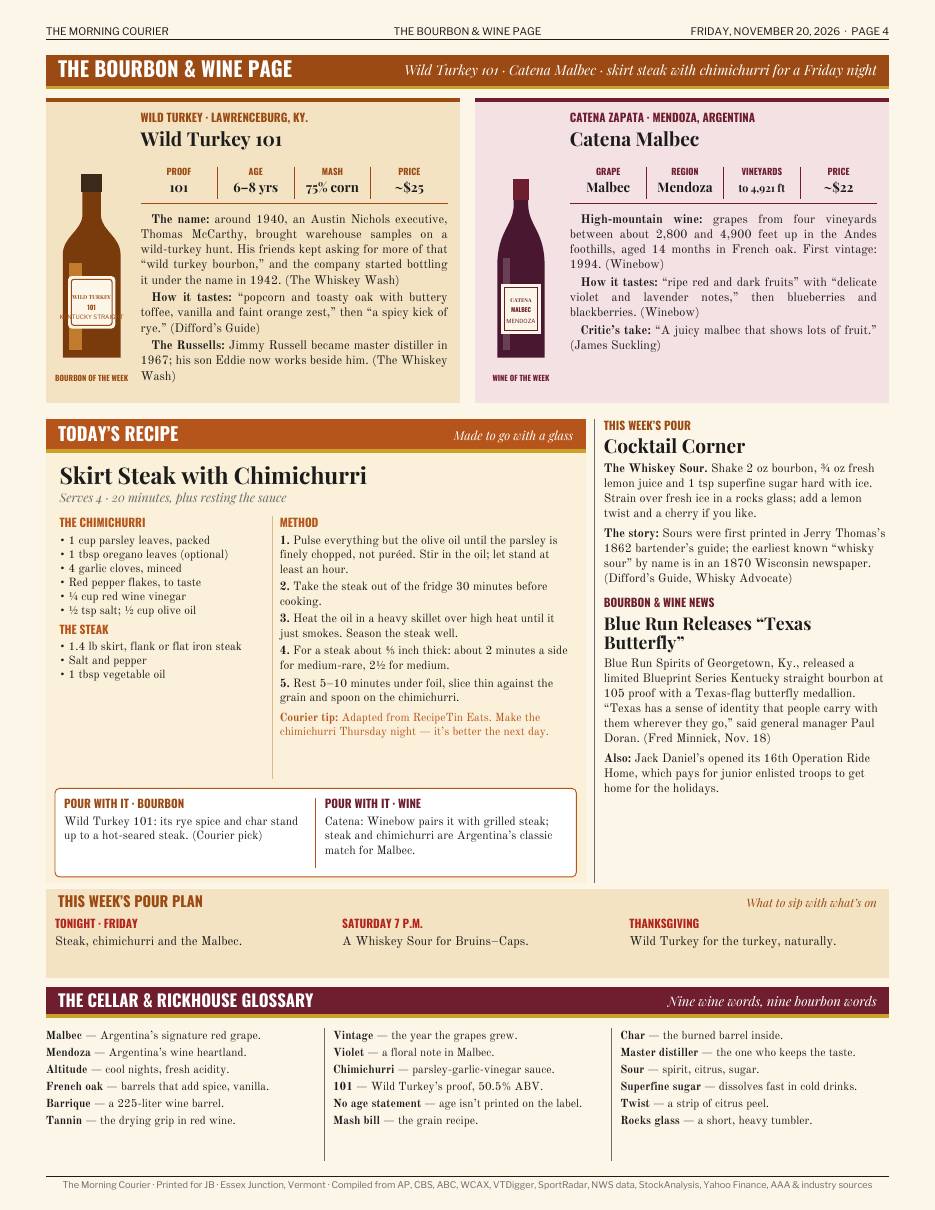 THE MORNING COURIER
THE BOURBON & WINE PAGE
FRIDAY, NOVEMBER 20, 2026 · PAGE 4
THE BOURBON & WINE PAGE
Wild Turkey 101 · Catena Malbec · skirt steak with chimichurri for a Friday night
WILD TURKEY · LAWRENCEBURG, KY.
Wild Turkey 101
PROOF
101
AGE
6–8 yrs
MASH
75% corn
PRICE
~$25
The name: around 1940, an Austin Nichols executive,
Thomas McCarthy, brought warehouse samples on a
wild-turkey hunt. His friends kept asking for more of that
“wild turkey bourbon,” and the company started bottling
it under the name in 1942. (The Whiskey Wash)
How it tastes: “popcorn and toasty oak with buttery
toffee, vanilla and faint orange zest,” then “a spicy kick of
rye.” (Difford’s Guide)
The Russells: Jimmy Russell became master distiller in
1967; his son Eddie now works beside him. (The Whiskey
Wash)
WILD TURKEY
101
KENTUCKY STRAIGHT
BOURBON OF THE WEEK
CATENA ZAPATA · MENDOZA, ARGENTINA
Catena Malbec
GRAPE
Malbec
REGION
Mendoza
VINEYARDS
to 4,921 ft
PRICE
~$22
High-mountain wine: grapes from four vineyards
between about 2,800 and 4,900 feet up in the Andes
foothills, aged 14 months in French oak. First vintage:
1994. (Winebow)
How it tastes: “ripe red and dark fruits” with “delicate
violet and lavender notes,” then blueberries and
blackberries. (Winebow)
Critic’s take: “A juicy malbec that shows lots of fruit.”
(James Suckling)
CATENA
MALBEC
MENDOZA
WINE OF THE WEEK
TODAY’S RECIPE
Made to go with a glass
Skirt Steak with Chimichurri
Serves 4 · 20 minutes, plus resting the sauce
THE CHIMICHURRI
• 1 cup parsley leaves, packed
• 1 tbsp oregano leaves (optional)
• 4 garlic cloves, minced
• Red pepper flakes, to taste
• ¼ cup red wine vinegar
• ½ tsp salt; ½ cup olive oil
THE STEAK
• 1.4 lb skirt, flank or flat iron steak
• Salt and pepper
• 1 tbsp vegetable oil
METHOD
1. Pulse everything but the olive oil until the parsley is
finely chopped, not puréed. Stir in the oil; let stand at
least an hour.
2. Take the steak out of the fridge 30 minutes before
cooking.
3. Heat the oil in a heavy skillet over high heat until it
just smokes. Season the steak well.
4. For a steak about ⅝ inch thick: about 2 minutes a side
for medium-rare, 2½ for medium.
5. Rest 5–10 minutes under foil, slice thin against the
grain and spoon on the chimichurri.
Courier tip: Adapted from RecipeTin Eats. Make the
chimichurri Thursday night — it’s better the next day.
POUR WITH IT · BOURBON
Wild Turkey 101: its rye spice and char stand
up to a hot-seared steak. (Courier pick)
POUR WITH IT · WINE
Catena: Winebow pairs it with grilled steak;
steak and chimichurri are Argentina’s classic
match for Malbec.
THIS WEEK’S POUR
Cocktail Corner
The Whiskey Sour. Shake 2 oz bourbon, ¾ oz fresh
lemon juice and 1 tsp superfine sugar hard with ice.
Strain over fresh ice in a rocks glass; add a lemon
twist and a cherry if you like.
The story: Sours were first printed in Jerry Thomas’s
1862 bartender’s guide; the earliest known “whisky
sour” by name is in an 1870 Wisconsin newspaper.
(Difford’s Guide, Whisky Advocate)
BOURBON & WINE NEWS
Blue Run Releases “Texas
Butterfly”
Blue Run Spirits of Georgetown, Ky., released a
limited Blueprint Series Kentucky straight bourbon at
105 proof with a Texas-flag butterfly medallion.
“Texas has a sense of identity that people carry with
them wherever they go,” said general manager Paul
Doran. (Fred Minnick, Nov. 18)
Also: Jack Daniel’s opened its 16th Operation Ride
Home, which pays for junior enlisted troops to get
home for the holidays.
THIS WEEK’S POUR PLAN
What to sip with what’s on
TONIGHT · FRIDAY
Steak, chimichurri and the Malbec.
SATURDAY 7 P.M.
A Whiskey Sour for Bruins–Caps.
THANKSGIVING
Wild Turkey for the turkey, naturally.
THE CELLAR & RICKHOUSE GLOSSARY
Nine wine words, nine bourbon words
Malbec — Argentina’s signature red grape.
Mendoza — Argentina’s wine heartland.
Altitude — cool nights, fresh acidity.
French oak — barrels that add spice, vanilla.
Barrique — a 225-liter wine barrel.
Tannin — the drying grip in red wine.
Vintage — the year the grapes grew.
Violet — a floral note in Malbec.
Chimichurri — parsley-garlic-vinegar sauce.
101 — Wild Turkey’s proof, 50.5% ABV.
No age statement — age isn’t printed on the label.
Mash bill — the grain recipe.
Char — the burned barrel inside.
Master distiller — the one who keeps the taste.
Sour — spirit, citrus, sugar.
Superfine sugar — dissolves fast in cold drinks.
Twist — a strip of citrus peel.
Rocks glass — a short, heavy tumbler.
The Morning Courier · Printed for JB · Essex Junction, Vermont · Compiled from AP, CBS, ABC, WCAX, VTDigger, SportRadar, NWS data, StockAnalysis, Yahoo Finance, AAA & industry sources